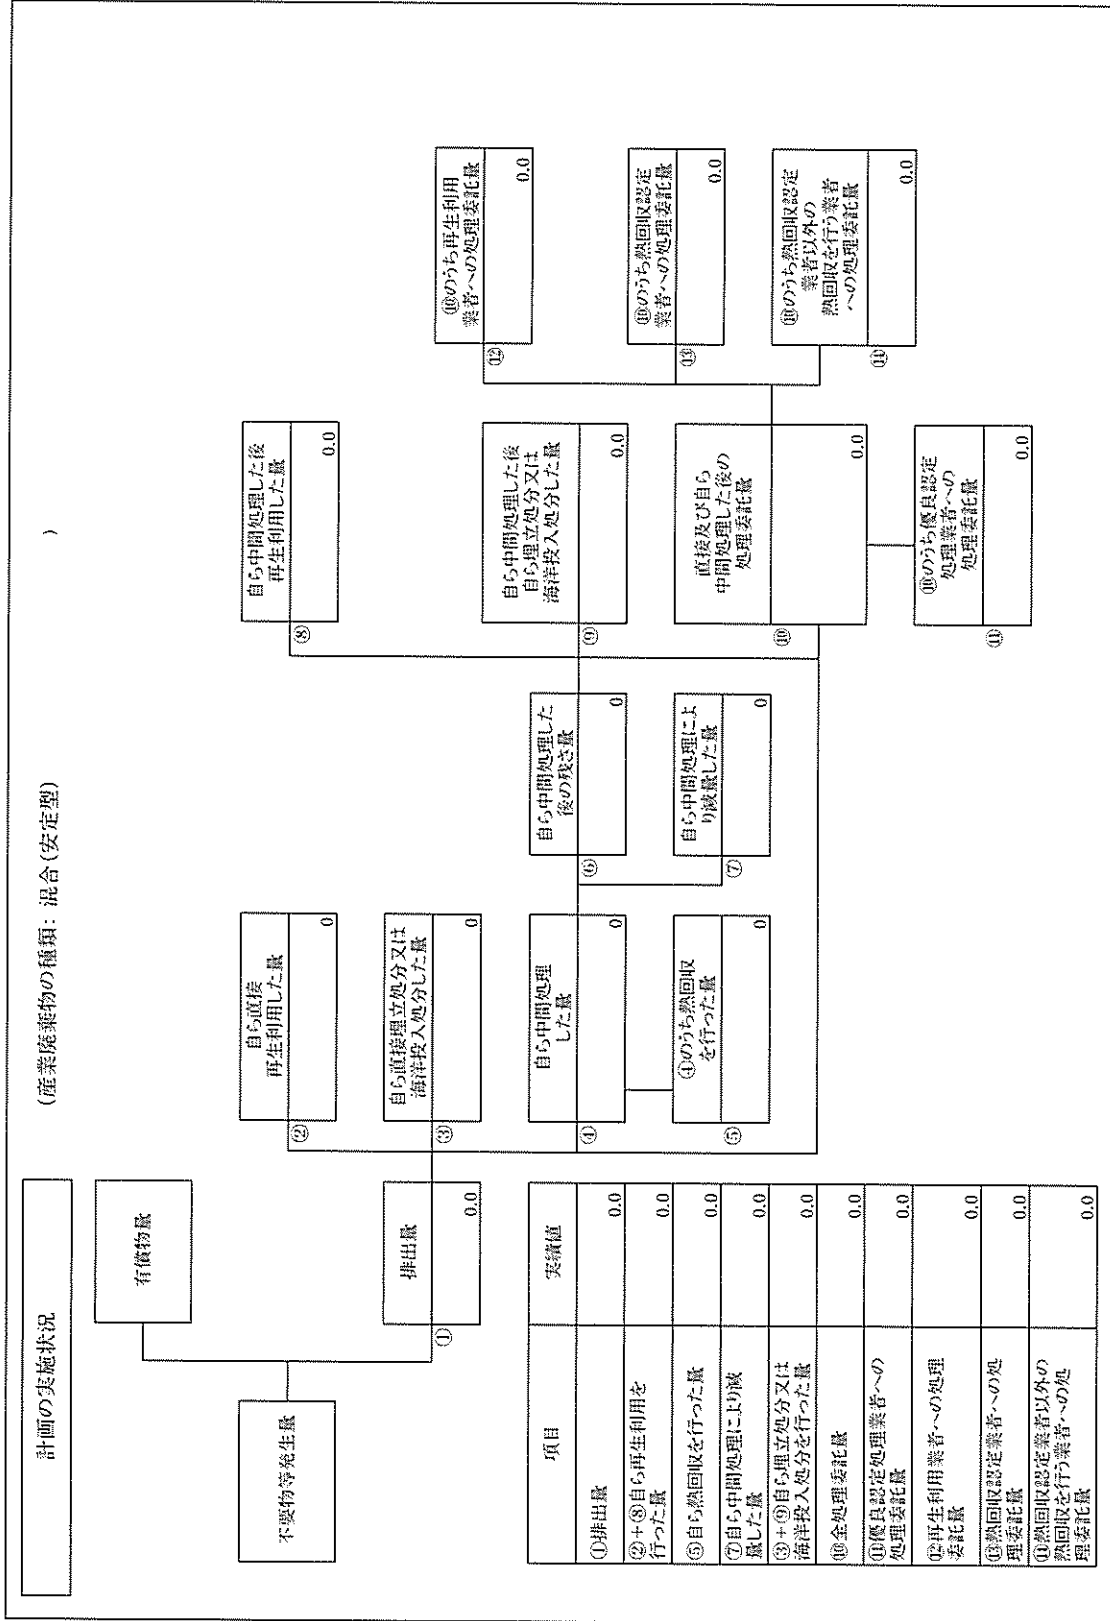 計画の実施状況
(産業廃棄物の種類: 混合(安定型)
)
不要物等発生量
有償物量
①
排出量
0.0
②
自ら直接
再生利用した量
0
③
自ら直接埋立処分又は
海洋投入処分した量
0
④
自ら中間処理
した量
0
⑤
④のうち熱回収
を行った量
0
⑥
自ら中間処理した
後の残さ量
0
⑦
自ら中間処理によ
り減量した量
0
⑧
自ら中間処理した後
再生利用した量
0.0
⑨
自ら中間処理した後
自ら埋立処分又は
海洋投入処分した量
0.0
⑩
直接及び自ら
中間処理した後の
処理委託量
0.0
⑪
⑩のうち優良認定
処理業者への
処理委託量
0.0
⑫
⑩のうち再生利用
業者への処理委託量
0.0
⑬
⑩のうち熱回収認定
業者への処理委託量
0.0
⑩のうち熱回収認定
業者以外の
熱回収を行う業者
への処理委託量
0.0
項目 実績値
①排出量 0.0
②+⑧自ら再生利用を
行った量 0.0
⑤自ら熱回収を行った量 0.0
⑦自ら中間処理により減
量した量 0.0
③+⑨自ら埋立処分又は
海洋投入処分を行った量 0.0
⑩全処理委託量 0.0
⑪優良認定処理業者への
処理委託量 0.0
⑫再生利用業者への処理
委託量 0.0
⑬熱回収認定業者への処
理委託量 0.0
熱回収認定業者以外の
熱回収を行う業者への処
理委託量 0.0